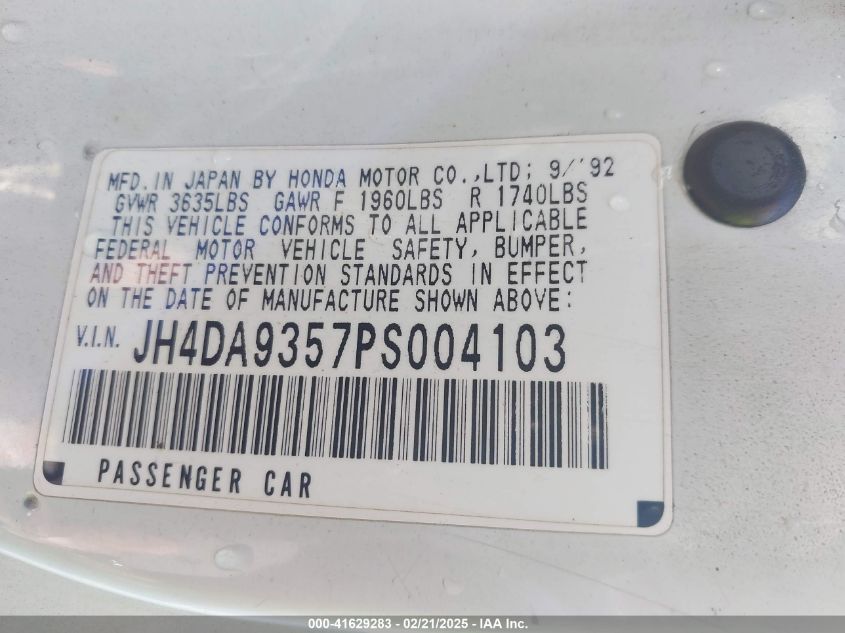 MFD. IN JAPAN BY HONDA MOTOR CO.,LTD; 9/'92
GVWR 3635LBS GAWR F 1960LBS R 1740LBS
THIS VEHICLE CONFORMS TO ALL APPLICABLE
FEDERAL MOTOR VEHICLE SAFETY, BUMPER,
AND THEFT PREVENTION STANDARDS IN EFFECT
ON THE DATE OF MANUFACTURE SHOWN ABOVE:
V.I.N. JH4DA9357PS004103
PASSENGER CAR
000-41629283 - 02/21/2025 - IAA Inc.